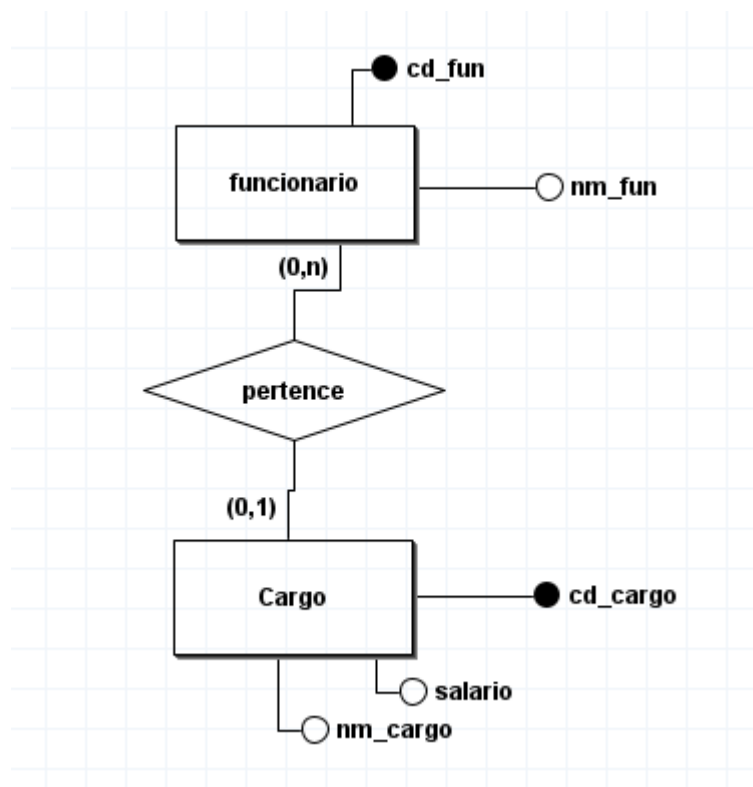 cd_fun
funcionario
nm_fun
(0,n)
pertence
(0,1)
Cargo
cd_cargo
salario
nm_cargo